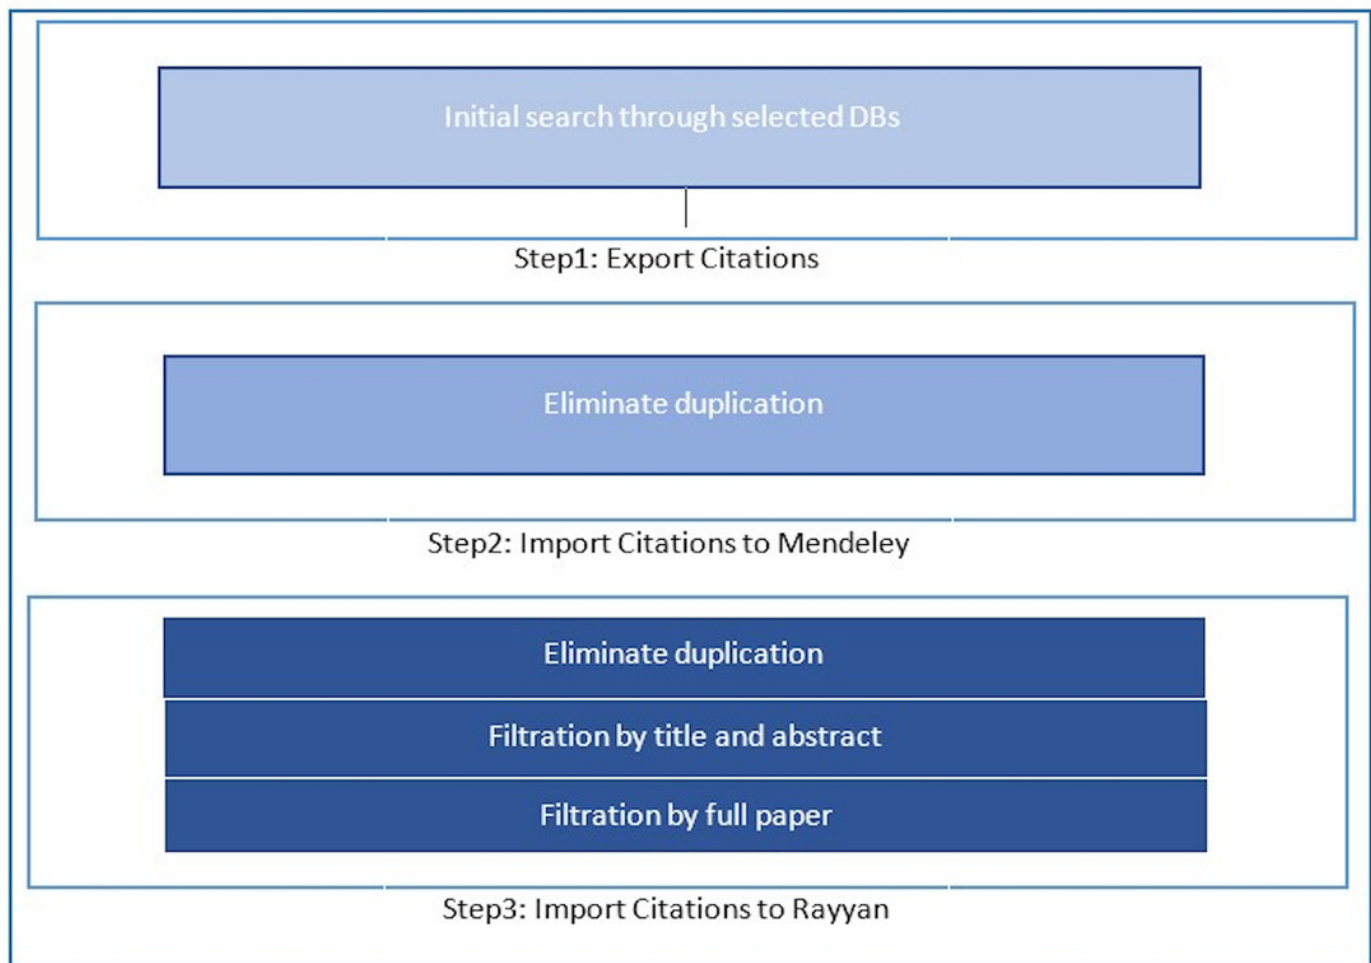 Initial search through selected DBs
Step1: Export Citations
Eliminate duplication
Step2: Import Citations to Mendeley
Eliminate duplication
Filtration by title and abstract
Filtration by full paper
Step3: Import Citations to Rayyan